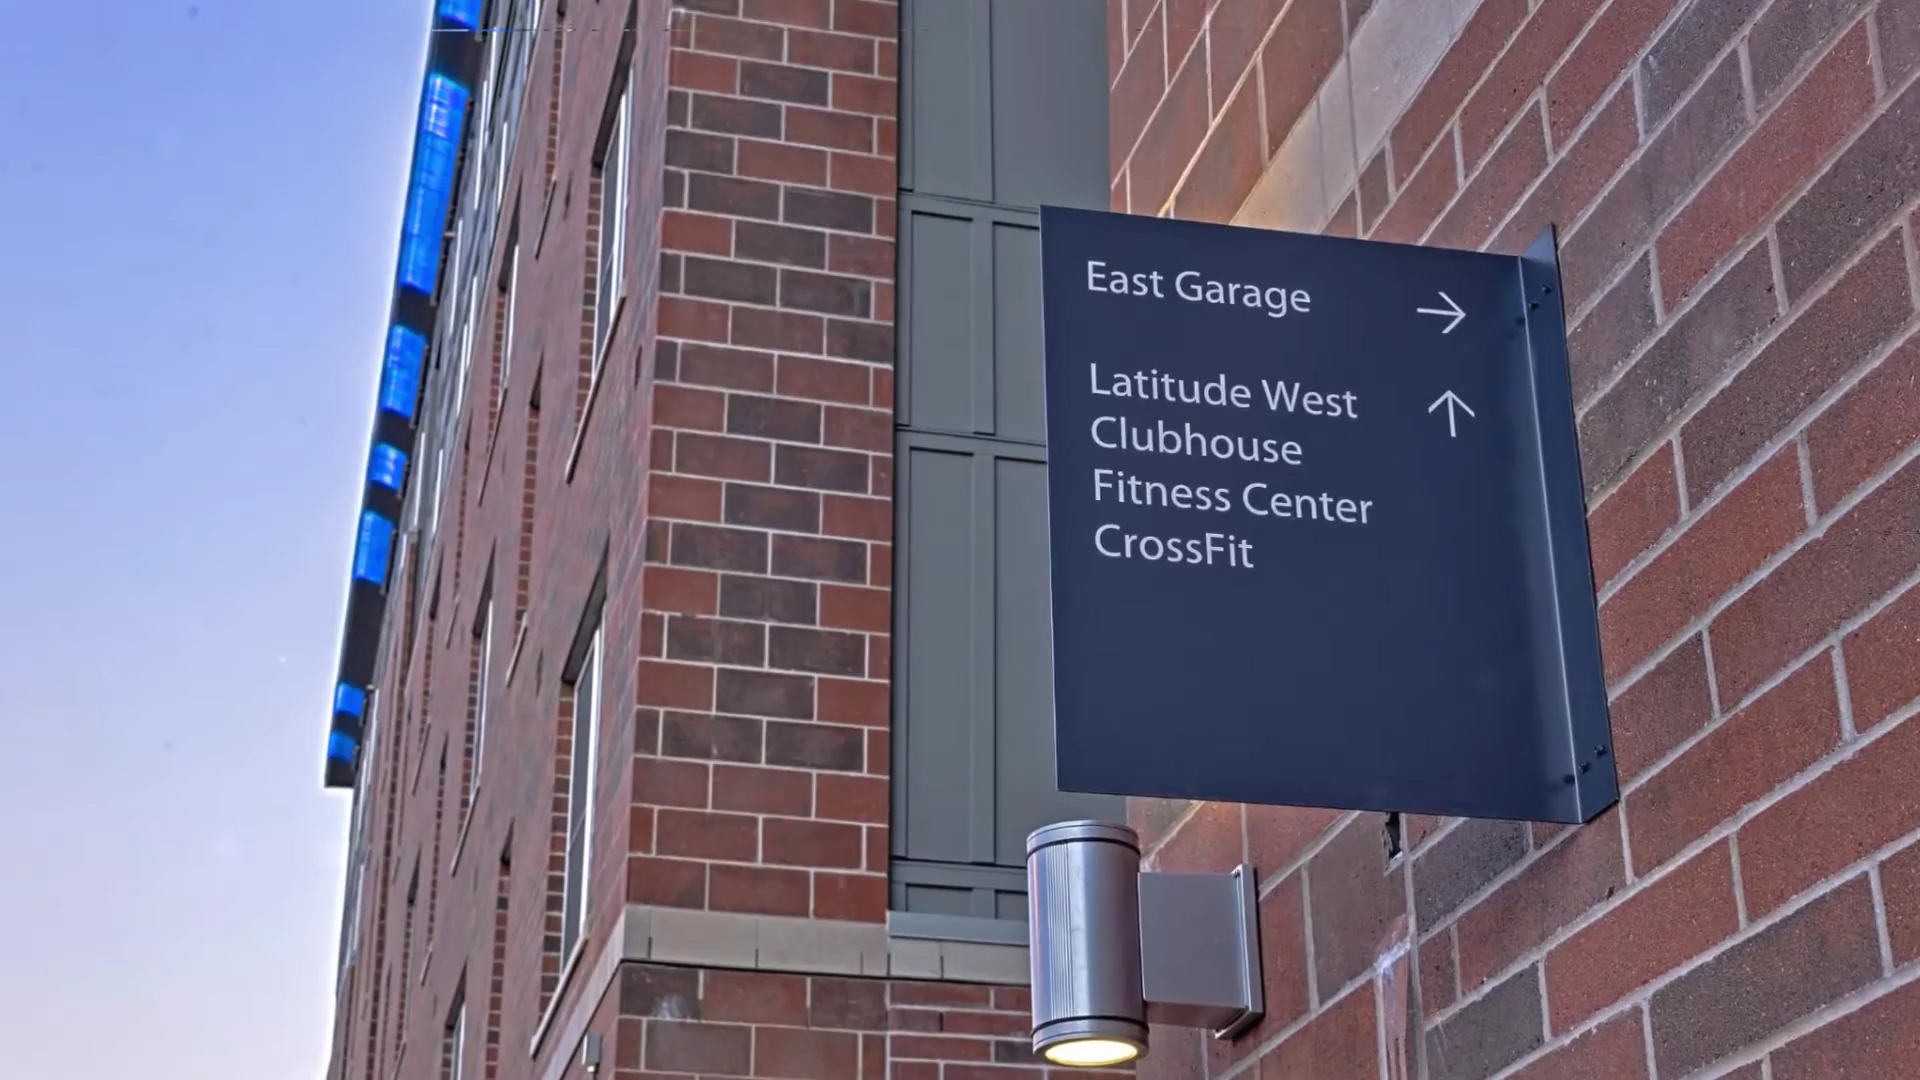 East Garage →
Latitude West ↑
Clubhouse
Fitness Center
CrossFit